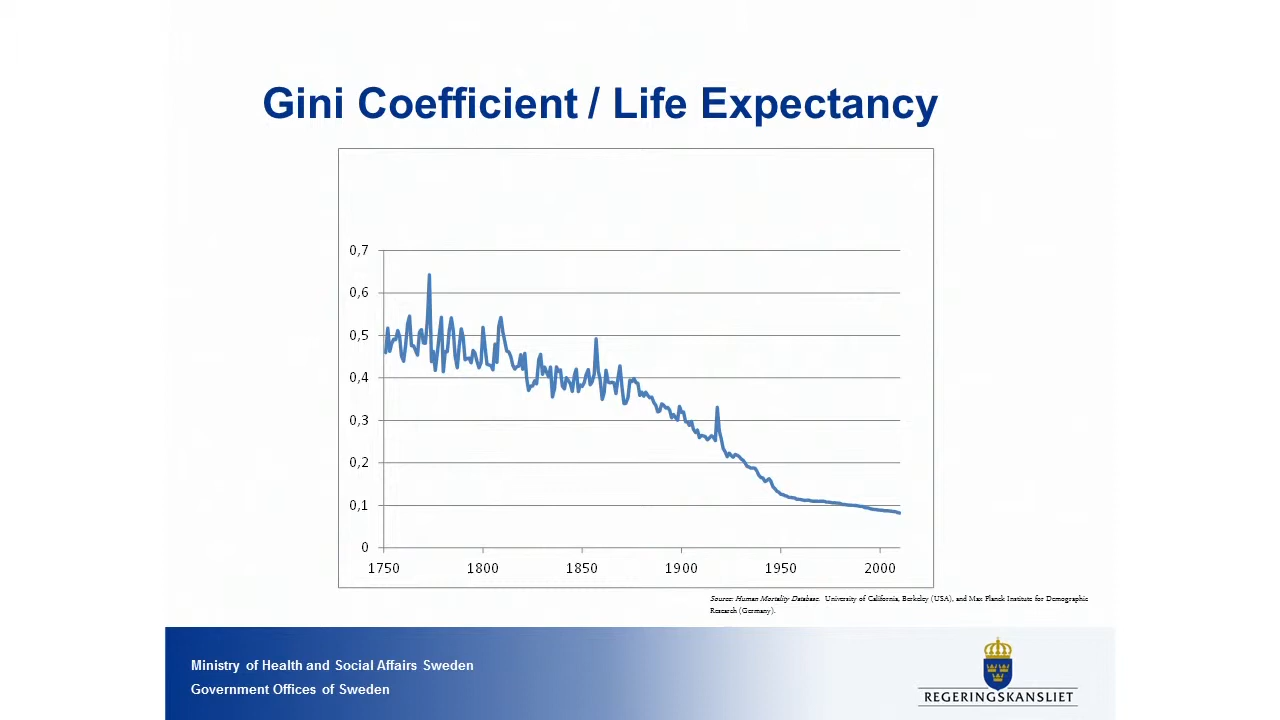 Gini Coefficient / Life Expectancy
0,7
0,6
0,5
0,4
0,3
0,2
0,1
0
1750 1800 1850 1900 1950 2000
Source: Human Mortality Database. University of California, Berkeley (USA), and Max Planck Institute for Demographic
Research (Germany).
Ministry of Health and Social Affairs Sweden
Government Offices of Sweden
REGERINGSKANSLIET